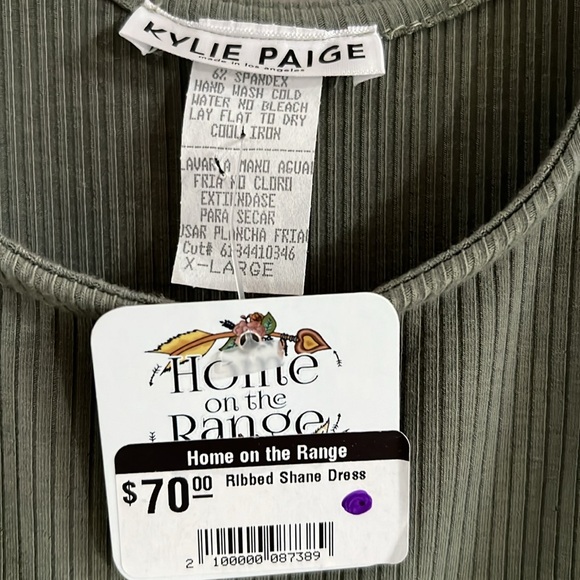 KYLIE PAIGE
made in los angeles
6% SPANDEX
HAND WASH COLD
WATER NO BLEACH
LAY FLAT TO DRY
COOL IRON
LAVARLA MANO AGUA
FRIA NO CLORO
EXTIENDASE
PARA SECAR
USAR PLANCHA FRIA
Cut# 6134410346
X-LARGE
Home
on the
Range
Home on the Range
$70.00 Ribbed Shane Dress
2 100000 087389